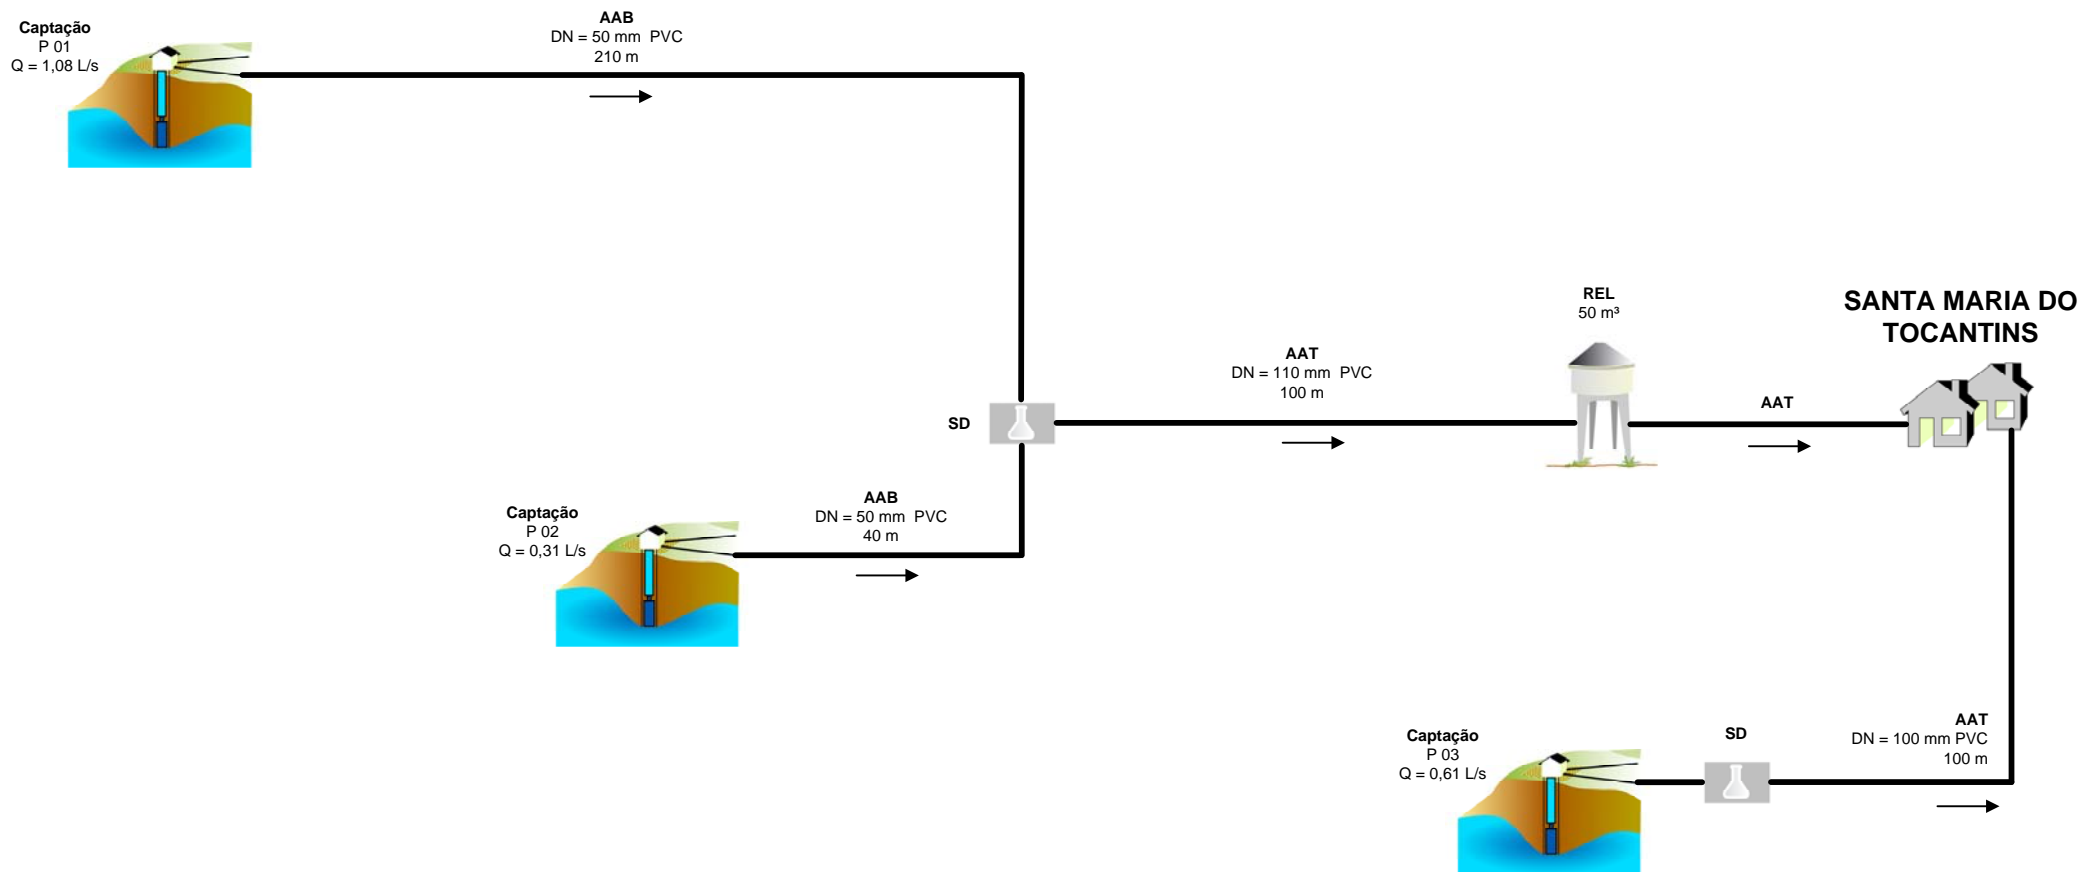 Captação
P 01
Q = 1,08 L/s
AAB
DN = 50 mm  PVC
210 m
REL
50 m³
SANTA MARIA DO
TOCANTINS
AAT
DN = 110 mm  PVC
100 m
AAT
SD
Captação
P 02
Q = 0,31 L/s
AAB
DN = 50 mm  PVC
40 m
Captação
P 03
Q = 0,61 L/s
SD
AAT
DN = 100 mm PVC
100 m